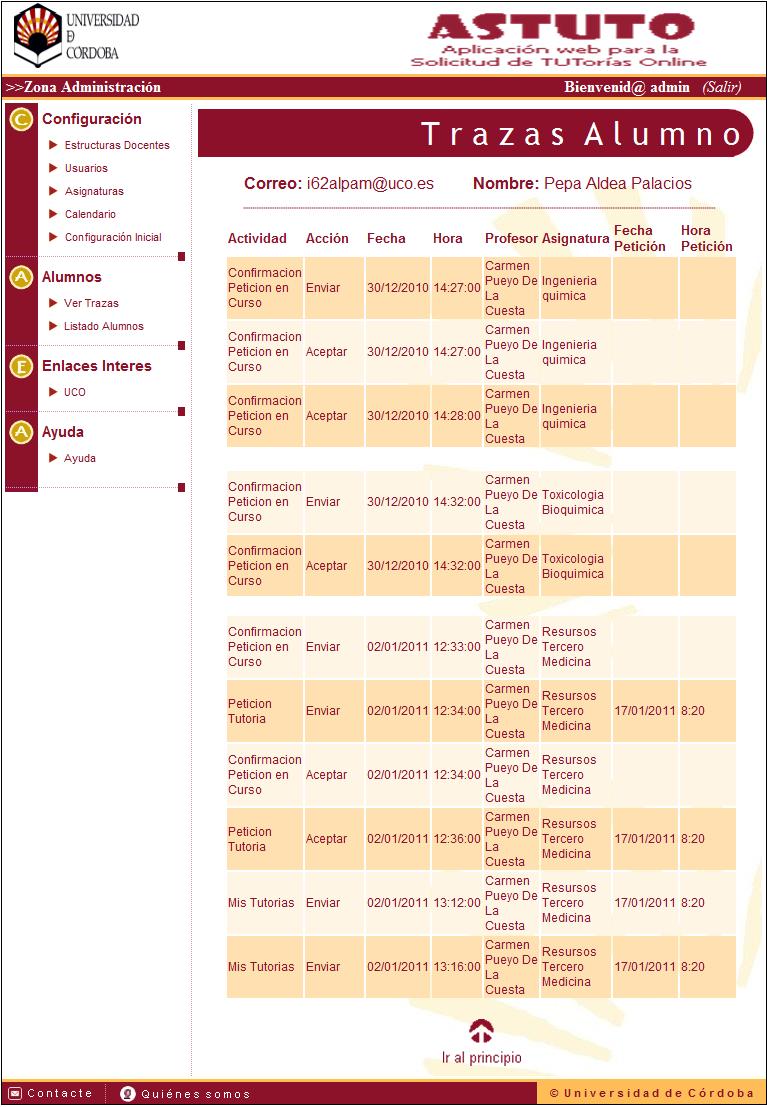 UNIVERSIDAD
Ð
CÓRDOBA
ASTUTO
Aplicación web para la
Solicitud de TUTorías Online
>>Zona Administración
Bienvenid@ admin (Salir)
C Configuración
Estructuras Docentes
Usuarios
Asignaturas
Calendario
Configuración Inicial
A Alumnos
Ver Trazas
Listado Alumnos
E Enlaces Interes
UCO
A Ayuda
Ayuda
Trazas Alumno
Correo: i62alpam@uco.es Nombre: Pepa Aldea Palacios
Actividad Acción Fecha Hora Profesor Asignatura Fecha Petición Hora Petición
Confirmacion Peticion en Curso Enviar 30/12/2010 14:27:00 Carmen Pueyo De La Cuesta Ingenieria quimica
Confirmacion Peticion en Curso Aceptar 30/12/2010 14:27:00 Carmen Pueyo De La Cuesta Ingenieria quimica
Confirmacion Peticion en Curso Aceptar 30/12/2010 14:28:00 Carmen Pueyo De La Cuesta Ingenieria quimica
Confirmacion Peticion en Curso Enviar 30/12/2010 14:32:00 Carmen Pueyo De La Cuesta Toxicologia Bioquimica
Confirmacion Peticion en Curso Aceptar 30/12/2010 14:32:00 Carmen Pueyo De La Cuesta Toxicologia Bioquimica
Confirmacion Peticion en Curso Enviar 02/01/2011 12:33:00 Carmen Pueyo De La Cuesta Resursos Tercero Medicina
Peticion Tutoria Enviar 02/01/2011 12:34:00 Carmen Pueyo De La Cuesta Resursos Tercero Medicina 17/01/2011 8:20
Confirmacion Peticion en Curso Aceptar 02/01/2011 12:34:00 Carmen Pueyo De La Cuesta Resursos Tercero Medicina
Peticion Tutoria Aceptar 02/01/2011 12:36:00 Carmen Pueyo De La Cuesta Resursos Tercero Medicina 17/01/2011 8:20
Mis Tutorias Enviar 02/01/2011 13:12:00 Carmen Pueyo De La Cuesta Resursos Tercero Medicina 17/01/2011 8:20
Mis Tutorias Enviar 02/01/2011 13:16:00 Carmen Pueyo De La Cuesta Resursos Tercero Medicina 17/01/2011 8:20
Ir al principio
Contacte
Quiénes somos
© Universidad de Córdoba